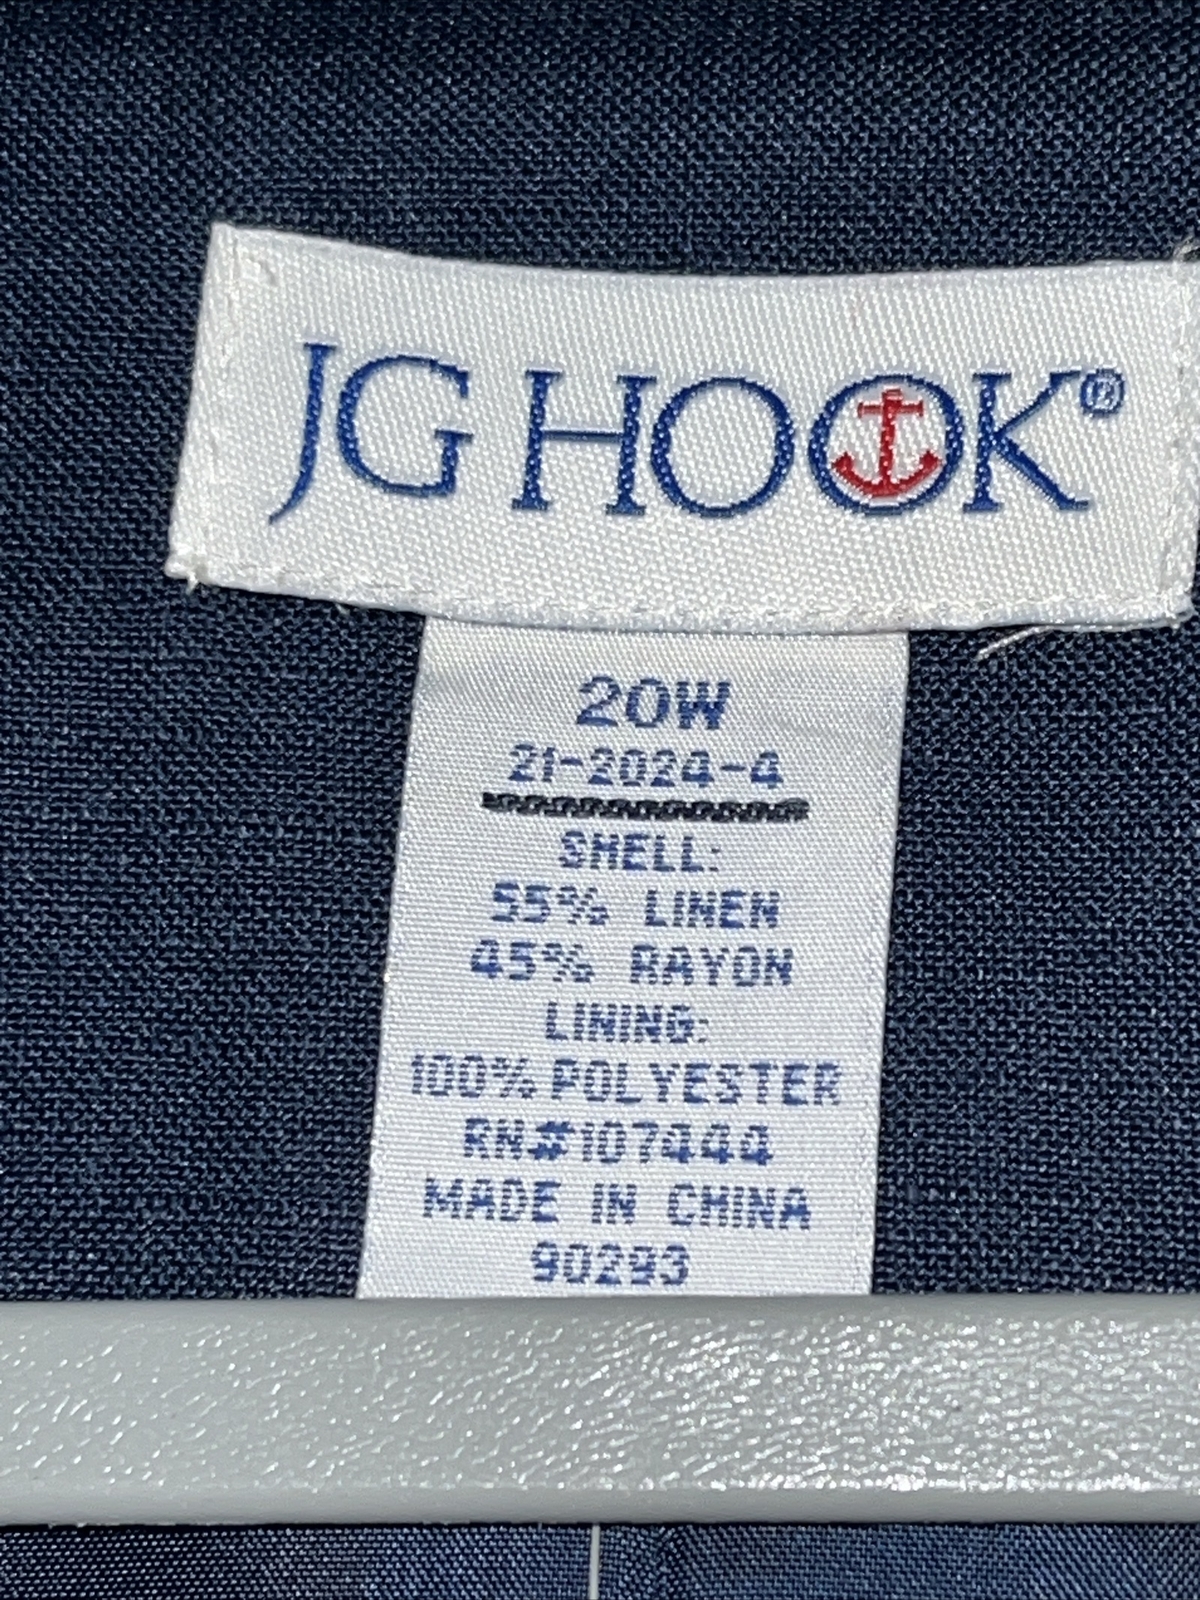 JG HOOK®
20W
21-2024-4
SHELL:
55% LINEN
45% RAYON
LINING:
100% POLYESTER
RN#107444
MADE IN CHINA
90293